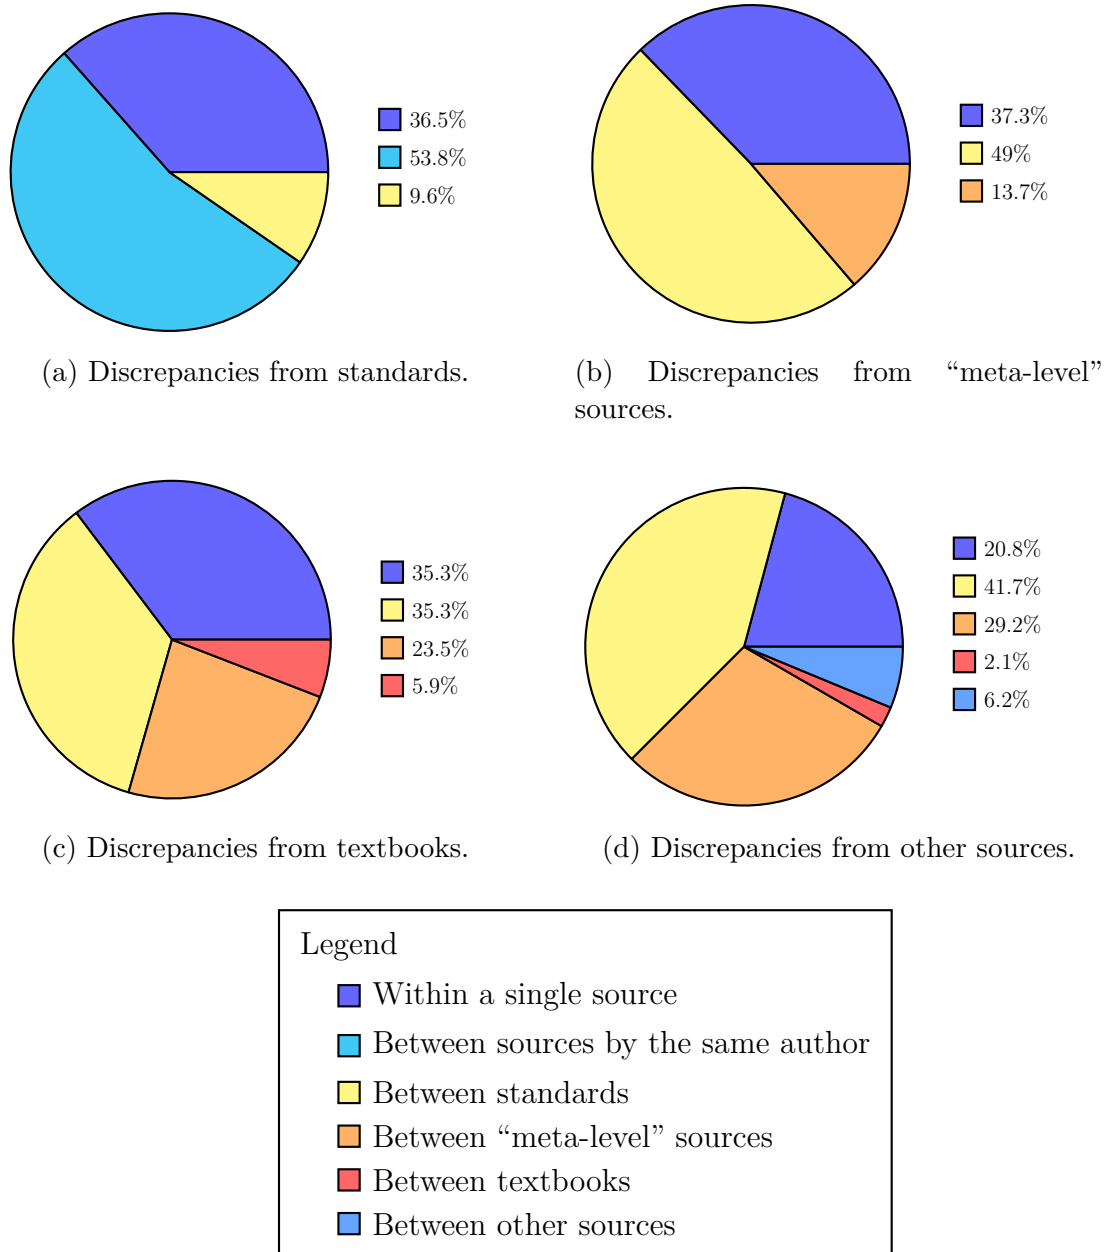 36.5%
53.8%
9.6%
37.3%
49%
13.7%
(a) Discrepancies from standards.
(b) Discrepancies from “meta-level”
sources.
35.3%
35.3%
23.5%
5.9%
20.8%
41.7%
29.2%
2.1%
6.2%
(c) Discrepancies from textbooks.
(d) Discrepancies from other sources.
Legend
Within a single source
Between sources by the same author
Between standards
Between “meta-level” sources
Between textbooks
Between other sources